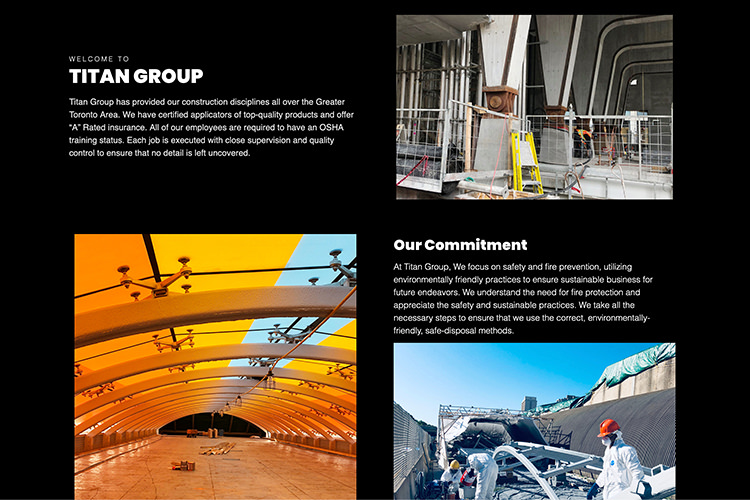 WELCOME TO
TITAN GROUP
Titan Group has provided our construction disciplines all over the Greater
Toronto Area. We have certified applicators of top-quality products and offer
"A" Rated insurance. All of our employees are required to have an OSHA
training status. Each job is executed with close supervision and quality
control to ensure that no detail is left uncovered.
Our Commitment
At Titan Group, We focus on safety and fire prevention, utilizing
environmentally friendly practices to ensure sustainable business for
future endeavors. We understand the need for fire protection and
appreciate the safety and sustainable practices. We take all the
necessary steps to ensure that we use the correct, environmentally-
friendly, safe-disposal methods.